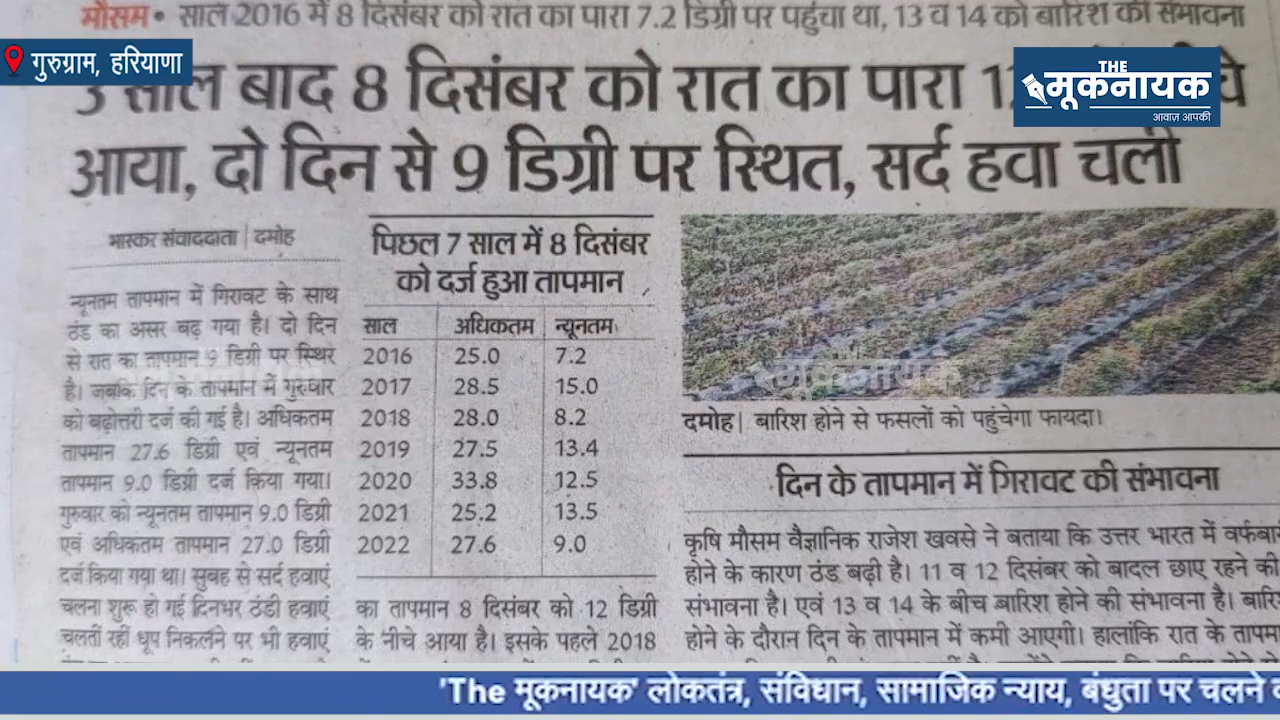 मौसम • साल 2016 में 8 दिसंबर को रात का पारा 7.2 डिग्री पर पहुंचा था, 13 व 14 को बारिश की संभावना
गुरुग्राम, हरियाणा
THE
मूकनायक
आवाज़ आपकी
3 साल बाद 8 दिसंबर को रात का पारा
आया, दो दिन से 9 डिग्री पर स्थित, सर्द हवा चली
भास्कर संवाददाता | दमोह
न्यूनतम तापमान में गिरावट के साथ
ठंड का असर बढ़ गया है। दो दिन
से रात का तापमान 9 डिग्री पर स्थिर
है। जबकि दिन के तापमान में गुरुवार
को बढ़ोत्तरी दर्ज की गई है। अधिकतम
तापमान 27.6 डिग्री एवं न्यूनतम
तापमान 9.0 डिग्री दर्ज किया गया।
गुरुवार को न्यूनतम तापमान 9.0 डिग्री
एवं अधिकतम तापमान 27.0 डिग्री
दर्ज किया गया था। सुबह से सर्द हवाएं
चलना शुरू हो गई दिनभर ठंडी हवाएं
चलतीं रहीं धूप निकलने पर भी हवाएं
पिछल 7 साल में 8 दिसंबर
को दर्ज हुआ तापमान
साल अधिकतम न्यूनतम
2016 25.0 7.2
2017 28.5 15.0
2018 28.0 8.2
2019 27.5 13.4
2020 33.8 12.5
2021 25.2 13.5
2022 27.6 9.0
का तापमान 8 दिसंबर को 12 डिग्री
के नीचे आया है। इसके पहले 2018
मूकनायक
दमोह। बारिश होने से फसलों को पहुंचेगा फायदा।
दिन के तापमान में गिरावट की संभावना
कृषि मौसम वैज्ञानिक राजेश खवसे ने बताया कि उत्तर भारत में
होने के कारण ठंड बढ़ी है। 11 व 12 दिसंबर को बादल छाए रहने की
संभावना है। एवं 13 व 14 के बीच बारिश होने की संभावना है।
होने के दौरान दिन के तापमान में कमी आएगी। हालांकि रात के
'The मूकनायक' लोकतंत्र, संविधान, सामाजिक न्याय, बंधुता पर चलने